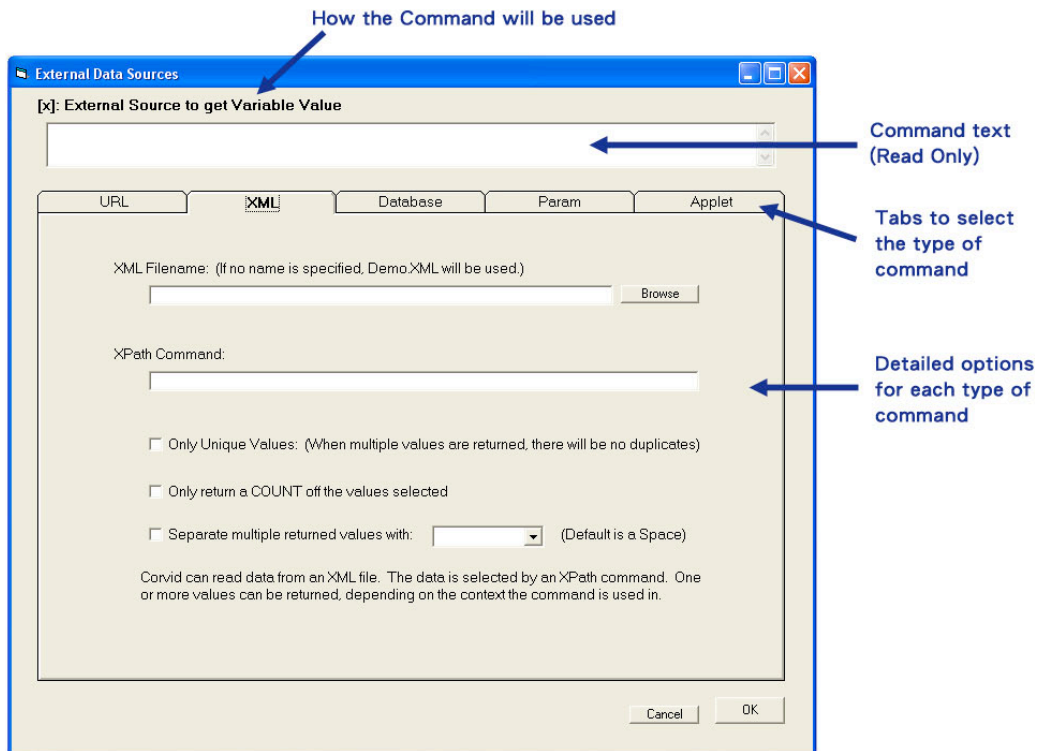 How the Command will be used
External Data Sources
[x]: External Source to get Variable Value
Command text
(Read Only)
URL XML Database Param Applet
Tabs to select
the type of
command
XML Filename: (If no name is specified, Demo.XML will be used.)
Browse
XPath Command:
Detailed options
for each type of
command
Only Unique Values: (When multiple values are returned, there will be no duplicates)
Only return a COUNT off the values selected
Separate multiple returned values with: (Default is a Space)
Corvid can read data from an XML file. The data is selected by an XPath command. One
or more values can be returned, depending on the context the command is used in.
Cancel OK